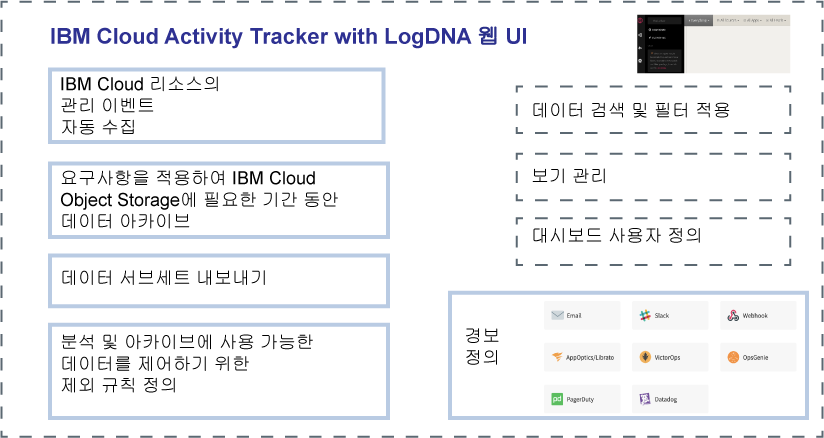 IBM Cloud Activity Tracker with LogDNA 웹 UI
IBM Cloud 리소스의
관리 이벤트
자동 수집
요구사항을 적용하여 IBM Cloud
Object Storage에 필요한 기간 동안
데이터 아카이브
데이터 서브세트 내보내기
분석 및 아카이브에 사용 가능한
데이터를 제어하기 위한
제외 규칙 정의
데이터 검색 및 필터 적용
보기 관리
대시보드 사용자 정의
경보
정의
Email
Slack
Webhook
AppOptics/Librato
VictorOps
OpsGenie
PagerDuty
Datadog